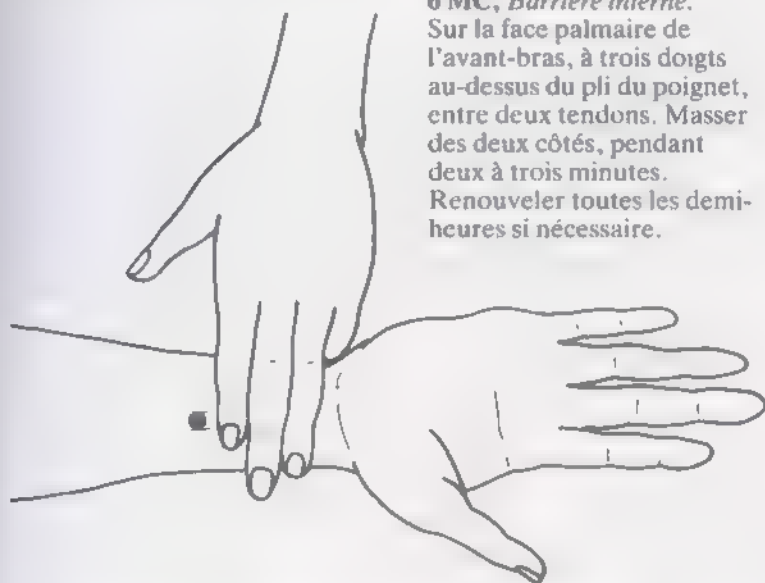 6 MC, Barrière interne.
Sur la face palmaire de
l'avant-bras, à trois doigts
au-dessus du pli du poignet,
entre deux tendons. Masser
des deux côtés, pendant
deux à trois minutes.
Renouveler toutes les demi-
heures si nécessaire.